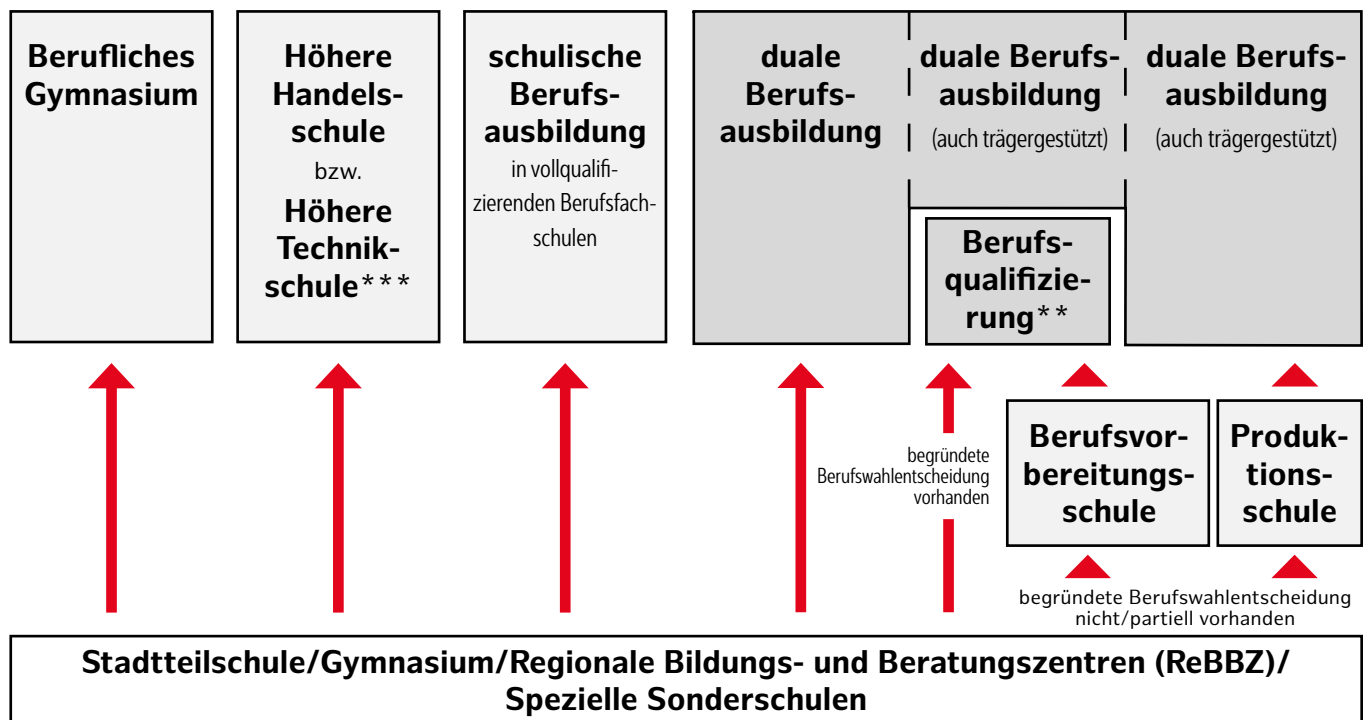 Berufliches
Gymnasium
Höhere
Handels-
schule
bzw.
Höhere
Technik-
schule***
schulische
Berufs-
ausbildung
in vollqualifi-
zierenden Berufsfach-
schulen
duale
Berufs-
ausbildung
duale Berufs-
ausbildung
(auch trägergestützt)
duale Berufs-
ausbildung
(auch trägergestützt)
Berufs-
qualifizie-
rung**
begründete
Berufswahlentscheidung
vorhanden
Berufsvor-
bereitungs-
schule
Produk-
tions-
schule
begründete Berufswahlentscheidung
nicht/partiell vorhanden
Stadtteilschule/Gymnasium/Regionale Bildungs- und Beratungszentren (ReBBZ)/
Spezielle Sonderschulen